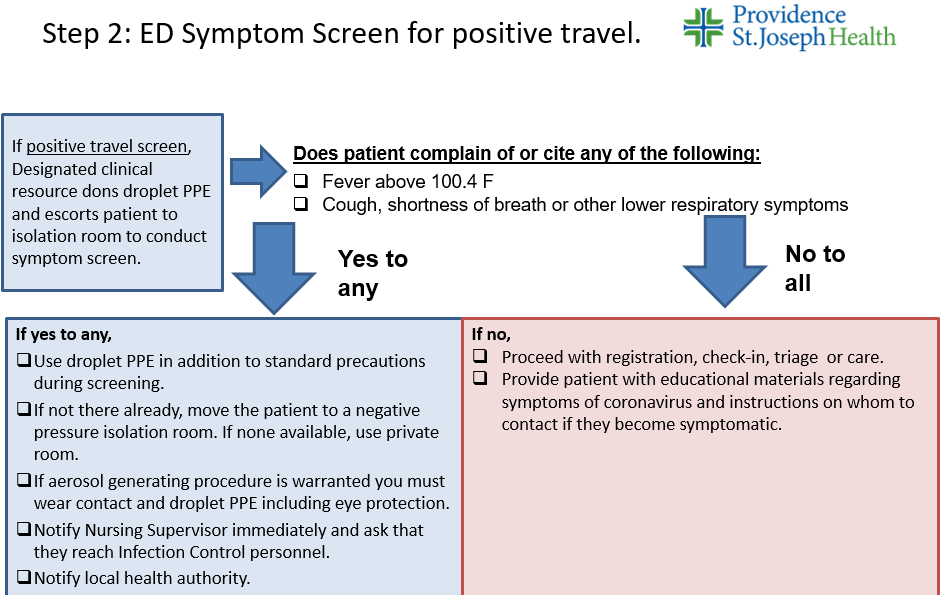 Step 2: ED Symptom Screen for positive travel.
Providence
St.Joseph Health
If positive travel screen,
Designated clinical
resource dons droplet PPE
and escorts patient to
isolation room to conduct
symptom screen.
Does patient complain of or cite any of the following:
Fever above 100.4 F
Cough, shortness of breath or other lower respiratory symptoms
Yes to
any
No to
all
If yes to any,
Use droplet PPE in addition to standard precautions
during screening.
If not there already, move the patient to a negative
pressure isolation room. If none available, use private
room.
If aerosol generating procedure is warranted you must
wear contact and droplet PPE including eye protection.
Notify Nursing Supervisor immediately and ask that
they reach Infection Control personnel.
Notify local health authority.
If no,
Proceed with registration, check-in, triage or care.
Provide patient with educational materials regarding
symptoms of coronavirus and instructions on whom to
contact if they become symptomatic.